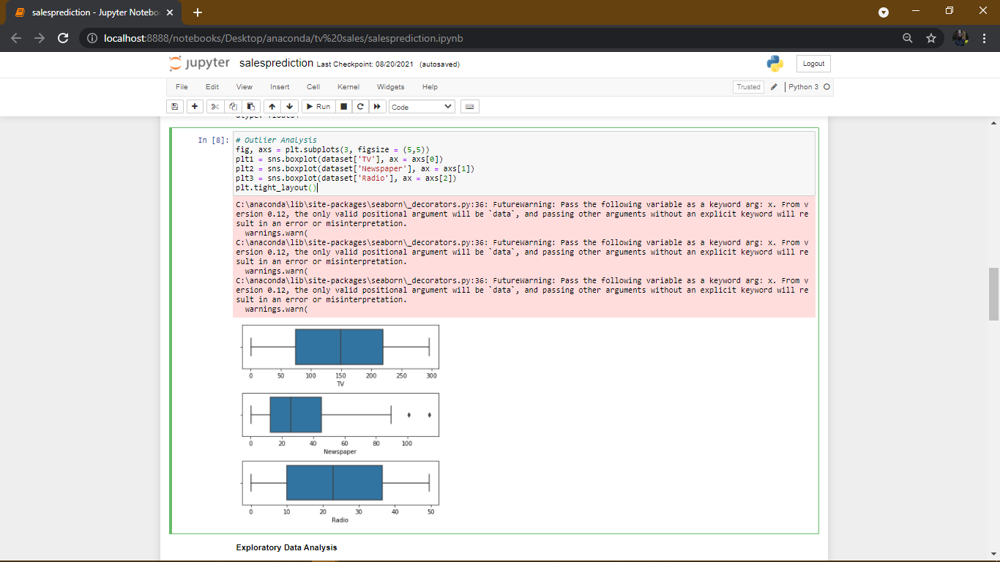 salesprediction - Jupyter Notebo
localhost:8888/notebooks/Desktop/anaconda/tv%20sales/salesprediction.ipynb
jupyter salesprediction Last Checkpoint: 08/20/2021 (autosaved)
Logout
File Edit View Insert Cell Kernel Widgets Help
Trusted Python 3
Run Code
In [8]: # Outlier Analysis
fig, axs = plt.subplots(3, figsize = (5,5))
plt1 = sns.boxplot(dataset['TV'], ax = axs[0])
plt2 = sns.boxplot(dataset['Newspaper'], ax = axs[1])
plt3 = sns.boxplot(dataset['Radio'], ax = axs[2])
plt.tight_layout()
C:\anaconda\lib\site-packages\seaborn\_decorators.py:36: FutureWarning: Pass the following variable as a keyword arg: x. From v
ersion 0.12, the only valid positional argument will be `data`, and passing other arguments without an explicit keyword will re
sult in an error or misinterpretation.
warnings.warn(
C:\anaconda\lib\site-packages\seaborn\_decorators.py:36: FutureWarning: Pass the following variable as a keyword arg: x. From v
ersion 0.12, the only valid positional argument will be `data`, and passing other arguments without an explicit keyword will re
sult in an error or misinterpretation.
warnings.warn(
C:\anaconda\lib\site-packages\seaborn\_decorators.py:36: FutureWarning: Pass the following variable as a keyword arg: x. From v
ersion 0.12, the only valid positional argument will be `data`, and passing other arguments without an explicit keyword will re
sult in an error or misinterpretation.
warnings.warn(
0 50 100 150 200 250 300
TV
0 20 40 60 80 100
Newspaper
0 10 20 30 40 50
Radio
Exploratory Data Analysis